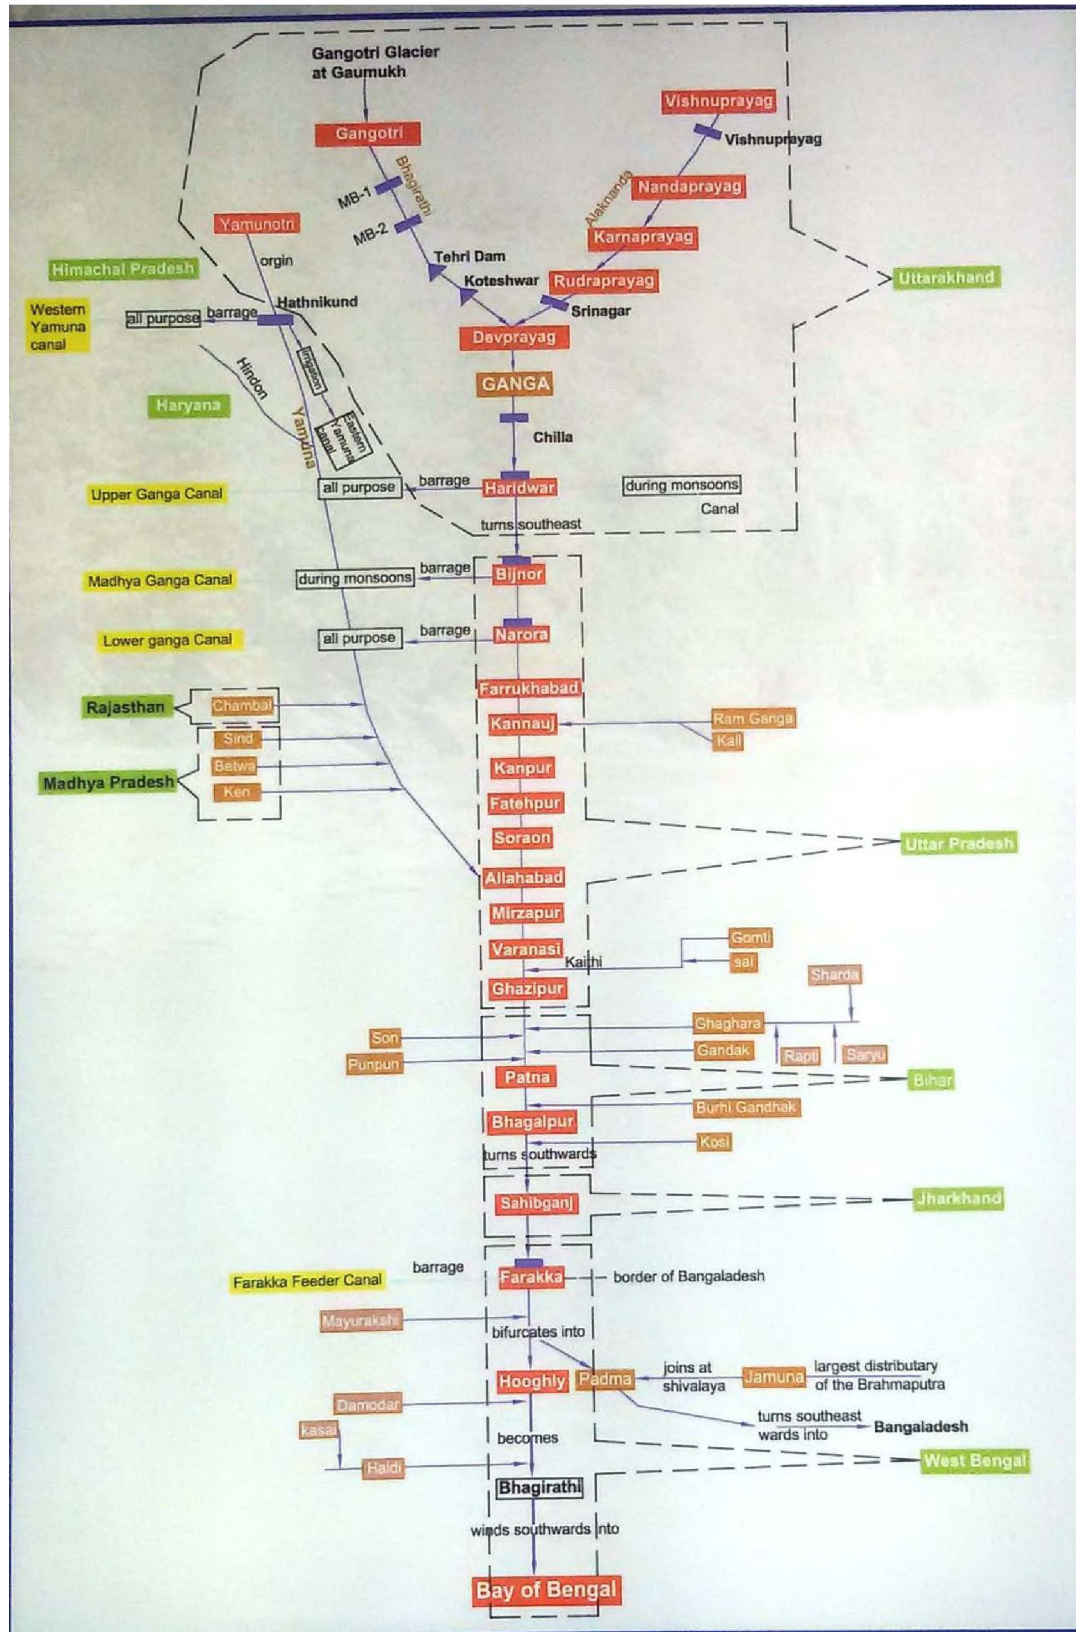 Gangotri Glacier
at Gaumukh
Vishnuprayag
Gangotri
Vishnuprayag
Bhagirathi
MB-1
Nandaprayag
Alaknanda
Yamunotri
MB-2
Karnaprayag
orgin
Tehri Dam
Himachal Pradesh
Koteshwar
Rudraprayag
Uttarakhand
Hathnikund
Western
Yamuna
canal
all purpose
barrage
Srinagar
Devprayag
Irrigation
Hindon
GANGA
Haryana
Yamuna
Eastern
Yamuna
canal
Chilla
Upper Ganga Canal
all purpose
barrage
Haridwar
during monsoons
Canal
turns southeast
Madhya Ganga Canal
during monsoons
barrage
Bijnor
Lower ganga Canal
all purpose
barrage
Narora
Farrukhabad
Rajasthan
Chambal
Kannauj
Ram Ganga
Sind
Kali
Betwa
Kanpur
Madhya Pradesh
Ken
Fatehpur
Soraon
Uttar Pradesh
Allahabad
Mirzapur
Varanasi
Gomti
Kaithi
sai
Sharda
Ghazipur
Son
Ghaghara
Punpun
Gandak
Rapti
Saryu
Patna
Bihar
Burhi Gandhak
Bhagalpur
Kosi
turns southwards
Sahibganj
Jharkhand
Farakka Feeder Canal
barrage
Farakka
border of Bangaladesh
Mayurakshi
bifurcates into
Hooghly
Padma
joins at
shivalaya
Jamuna
largest distributary
of the Brahmaputra
Damodar
turns southeast
wards into
Bangaladesh
kasai
becomes
Haldi
West Bengal
Bhagirathi
winds southwards into
Bay of Bengal